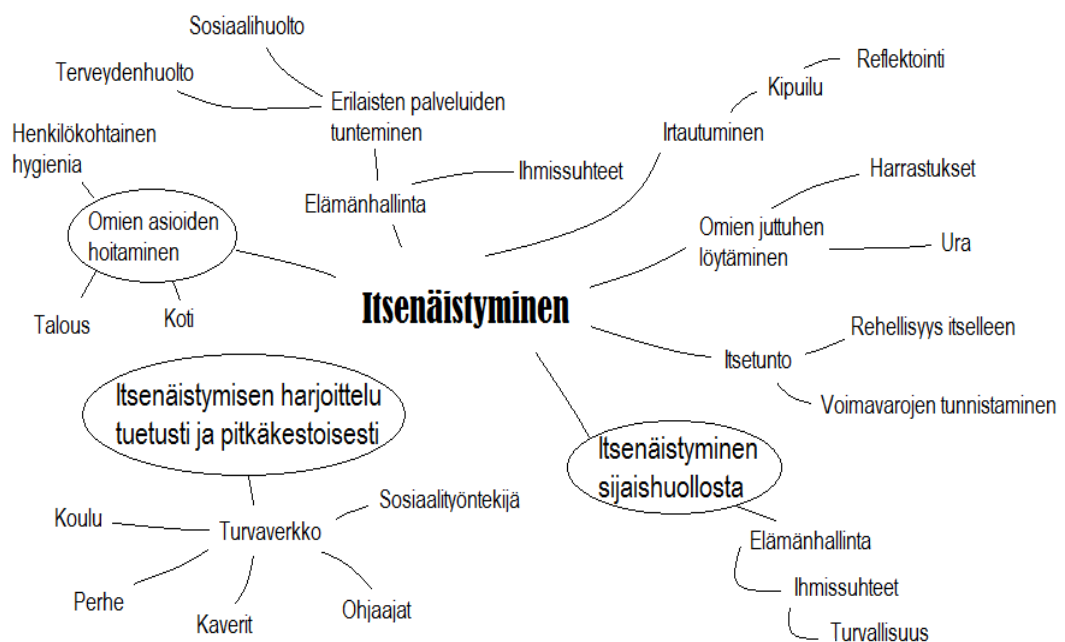 Sosiaalihuolto
Terveydenhuolto
Erilaisten palveluiden
tunteminen
Henkilökohtainen
hygienia
Ihmissuhteet
Elämänhallinta
Omien asioiden
hoitaminen
Talous
Koti
Reflektointi
Kipuilu
Irtautuminen
Harrastukset
Omien juttuhen
löytäminen
Ura
Itsenäistyminen
Rehellisyys itselleen
Itsetunto
Voimavarojen tunnistaminen
Itsenäistymisen harjoittelu
tuetusti ja pitkäkestoisesti
Itsenäistyminen
sijaishuollosta
Sosiaalityöntekijä
Koulu
Turvaverkko
Perhe
Kaverit
Ohjaajat
Elämänhallinta
Ihmissuhteet
Turvallisuus